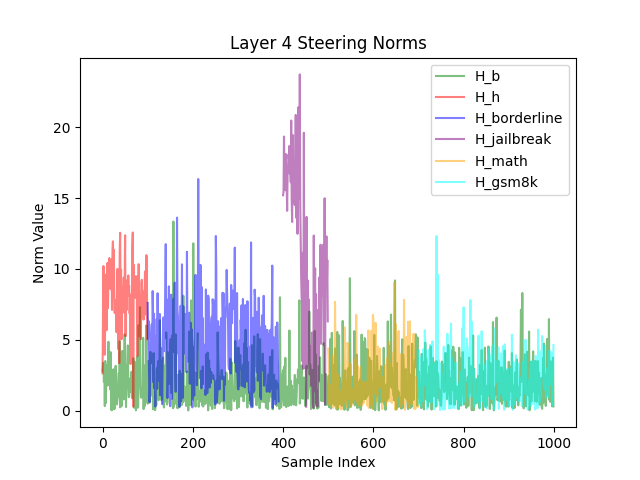 Layer 4 Steering Norms
H_b
H_h
H_borderline
H_jailbreak
H_math
H_gsm8k
Norm Value
20
15
10
5
0
0
200
400
600
800
1000
Sample Index